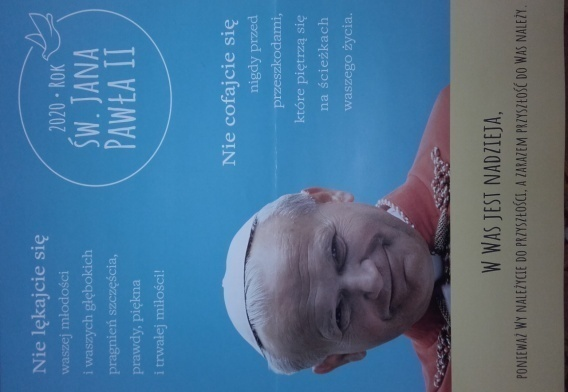 2020 • ROK
ŚW. JANA
PAWŁA II
Nie lękajcie się
waszej młodości
i waszych głębokich
pragnień szczęścia,
prawdy, piękna
i trwałej miłości!
Nie cofajcie się
nigdy przed
przeszkodami,
które piętrzą się
na ścieżkach
waszego życia.
W WAS JEST NADZIEJA,
PONIEWAŻ WY NALEŻYCIE DO PRZYSZŁOŚCI, A ZARAZEM PRZYSZŁOŚĆ DO WAS NALEŻY.